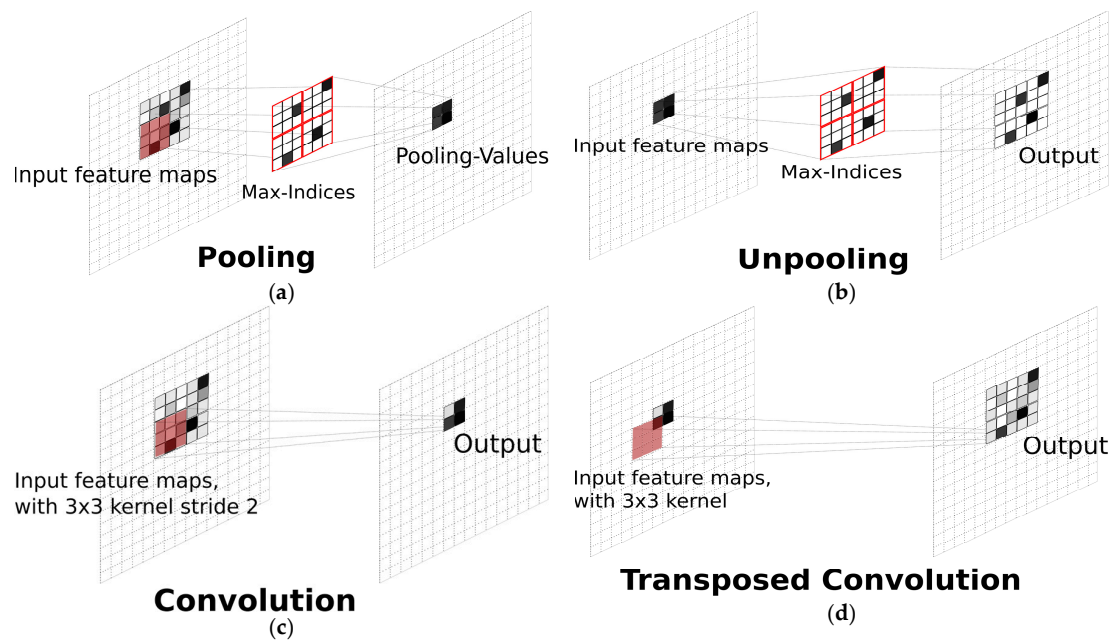 Input feature maps
Max-Indices
Pooling-Values
Pooling
(a)
Input feature maps
Max-Indices
Output
Unpooling
(b)
Input feature maps,
with 3x3 kernel stride 2
Output
Convolution
(c)
Input feature maps,
with 3x3 kernel
Output
Transposed Convolution
(d)